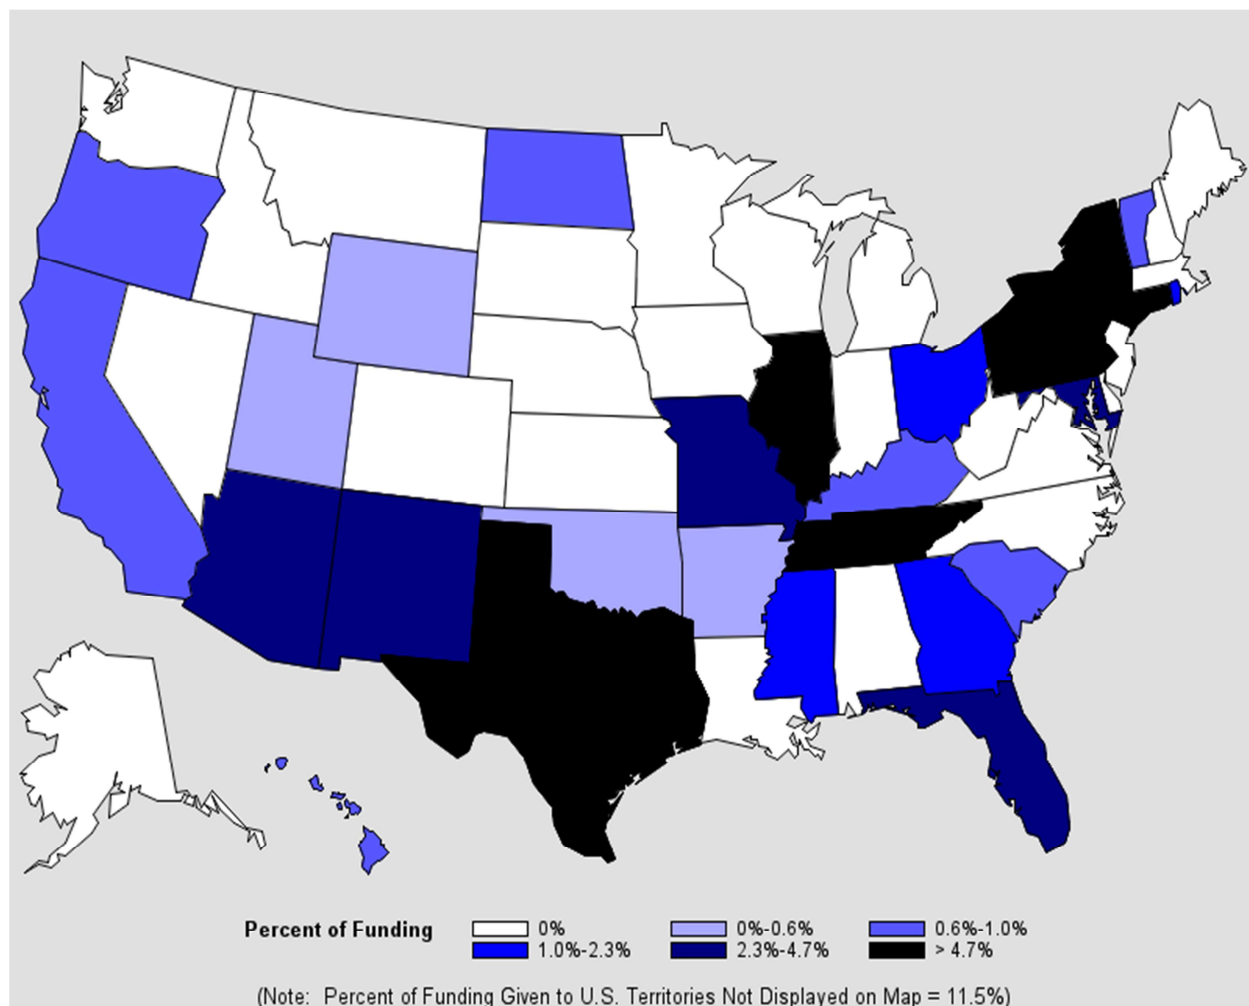 Percent of Funding 0% 0%-0.6% 0.6%-1.0%
1.0%-2.3% 2.3%-4.7% > 4.7%
(Note: Percent of Funding Given to U.S. Territories Not Displayed on Map = 11.5%)